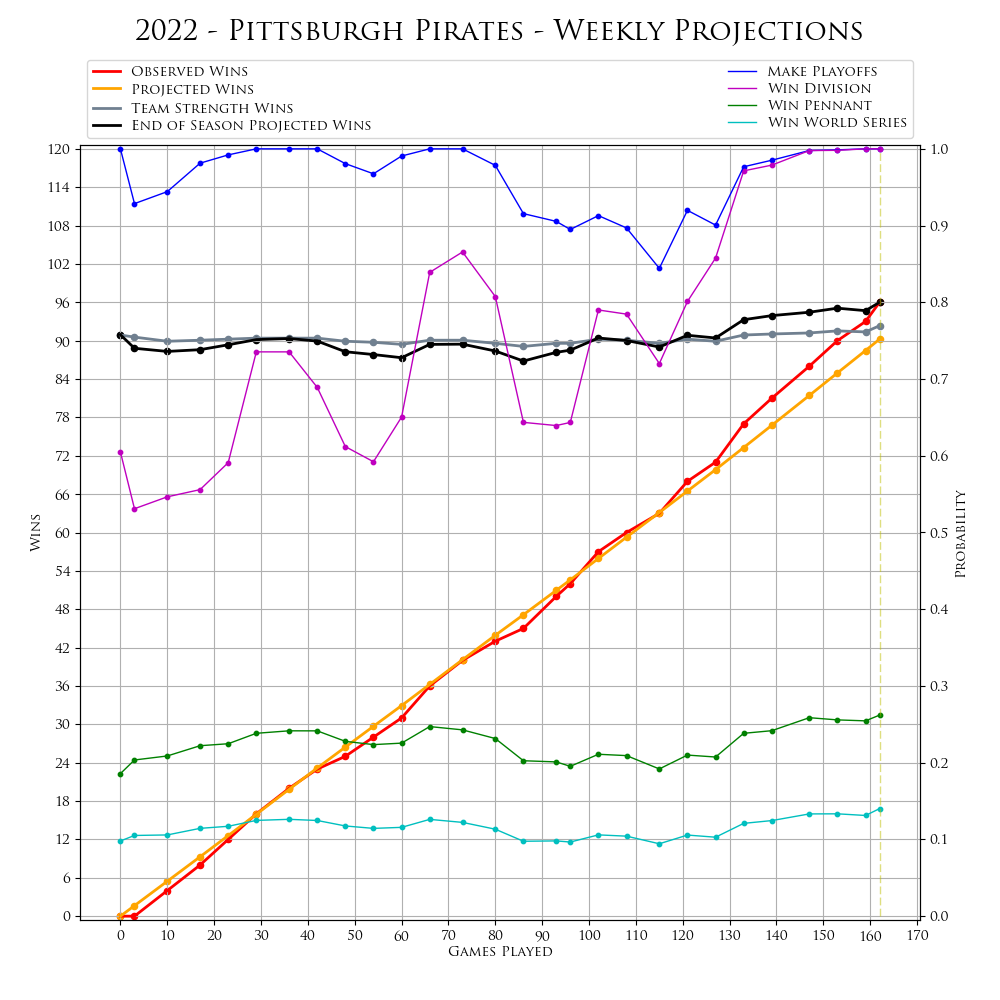 2022 - Pittsburgh Pirates - Weekly Projections
Observed Wins
Projected Wins
Team Strength Wins
End of Season Projected Wins
Make Playoffs
Win Division
Win Pennant
Win World Series
120
114
108
102
96
90
84
78
72
66
60
54
48
42
36
30
24
18
12
6
0
Wins
1.0
0.9
0.8
0.7
0.6
0.5
0.4
0.3
0.2
0.1
0.0
Probability
0 10 20 30 40 50 60 70 80 90 100 110 120 130 140 150 160 170
Games Played